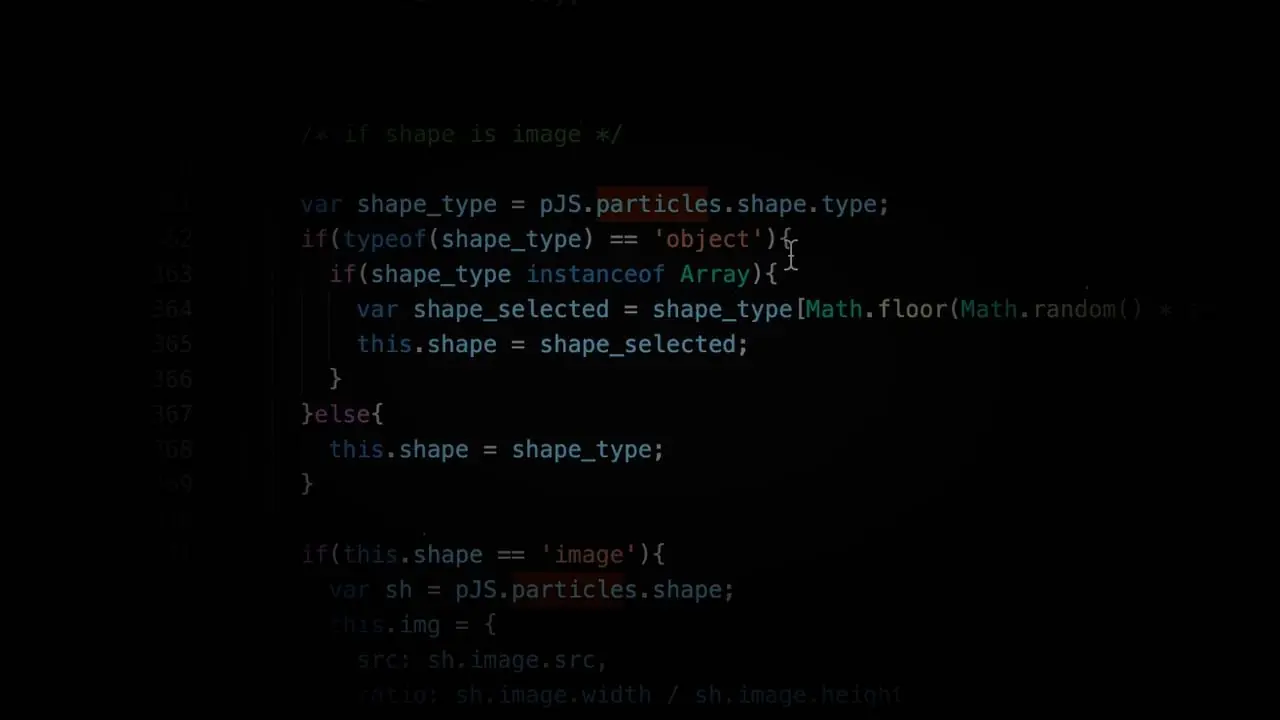 /* if shape is image */
var shape_type = pJS.particles.shape.type;
362 if(typeof(shape_type) == 'object'){
363 if(shape_type instanceof Array){
364 var shape_selected = shape_type[Math.floor(Math.random() *
365 this.shape = shape_selected;
366 }
367 }else{
368 this.shape = shape_type;
369 }
if(this.shape == 'image'){
var sh = pJS.particles.shape;
this.img = {
src: sh.image.src,
ratio: sh.image.width / sh.image.height